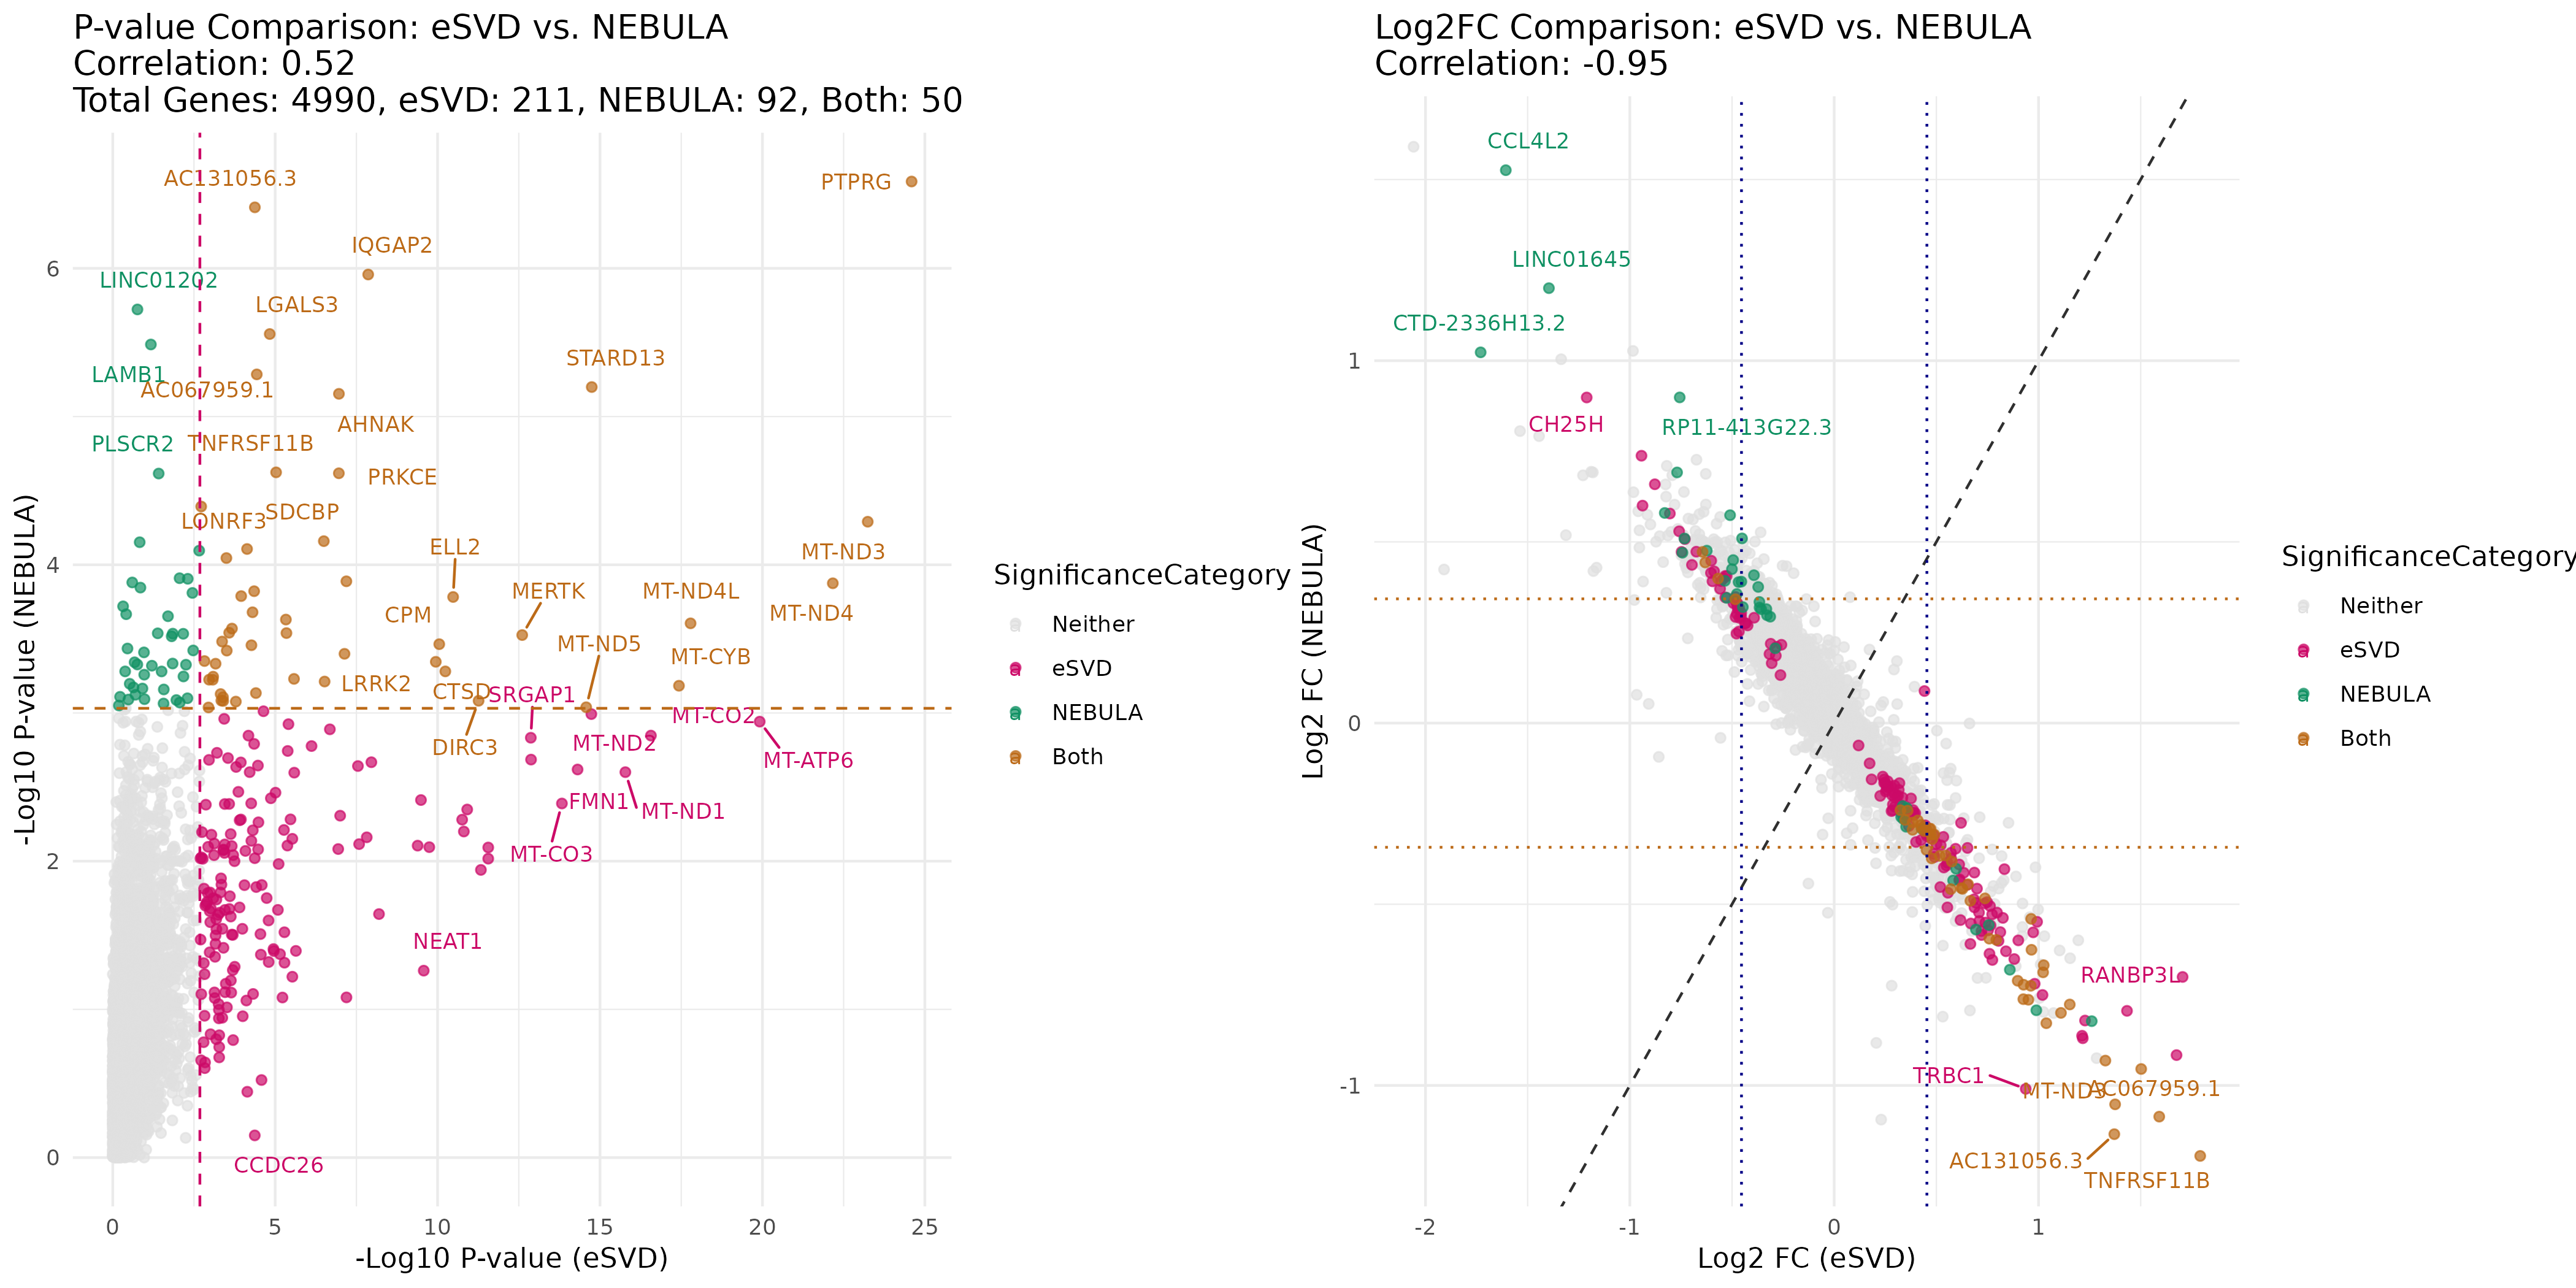 P-value Comparison: eSVD vs. NEBULA
Correlation: 0.52
Total Genes: 4990, eSVD: 211, NEBULA: 92, Both: 50
AC131056.3
PTPRG
IQGAP2
6
LINC01202
LGALS3
STARD13
LAMB1
AC067959.1
AHNAK
PLSCR2
TNFRSF11B
PRKCE
SDCBP
LONRF3
ELL2
MT-ND3
4
MERTK
MT-ND4L
CPM
MT-ND4
MT-ND5
MT-CYB
LRRK2
CTSD
SRGAP1
MT-CO2
DIRC3
MT-ND2
MT-ATP6
FMN1
MT-ND1
MT-CO3
2
NEAT1
0
CCDC26
0
5
10
15
20
25
-Log10 P-value (NEBULA)
-Log10 P-value (eSVD)
SignificanceCategory
Neither
eSVD
NEBULA
Both
Log2FC Comparison: eSVD vs. NEBULA
Correlation: -0.95
CCL4L2
LINC01645
CTD-2336H13.2
1
CH25H
RP11-413G22.3
0
RANBP3L
TRBC1
MT-ND3
AC067959.1
-1
AC131056.3
TNFRSF11B
-2
-1
0
1
Log2 FC (NEBULA)
Log2 FC (eSVD)
SignificanceCategory
Neither
eSVD
NEBULA
Both